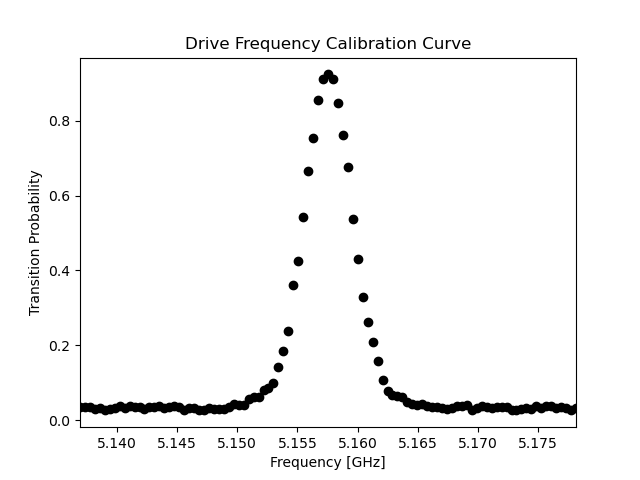 Drive Frequency Calibration Curve
Transition Probability
0.8
0.6
0.4
0.2
0.0
5.140 5.145 5.150 5.155 5.160 5.165 5.170 5.175
Frequency [GHz]